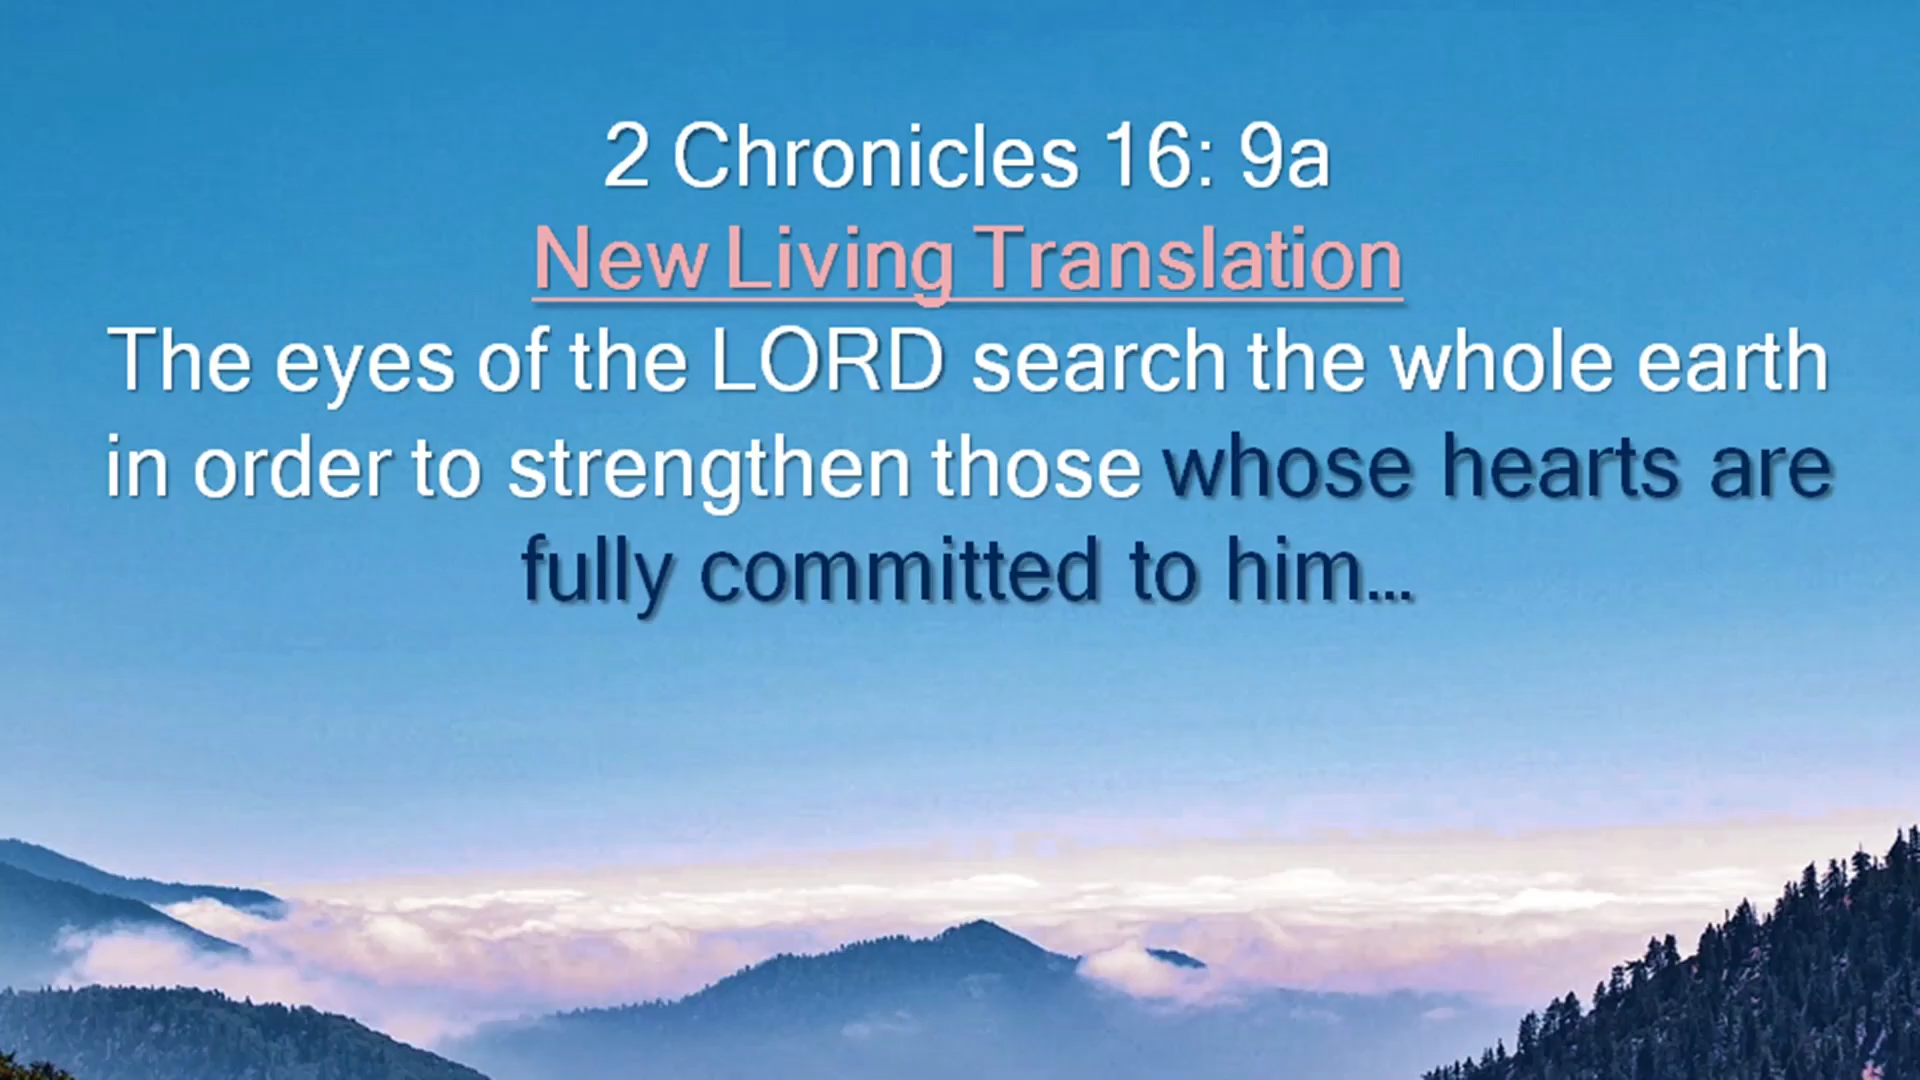 2 Chronicles 16: 9a
New Living Translation
The eyes of the LORD search the whole earth
in order to strengthen those whose hearts are
fully committed to him...